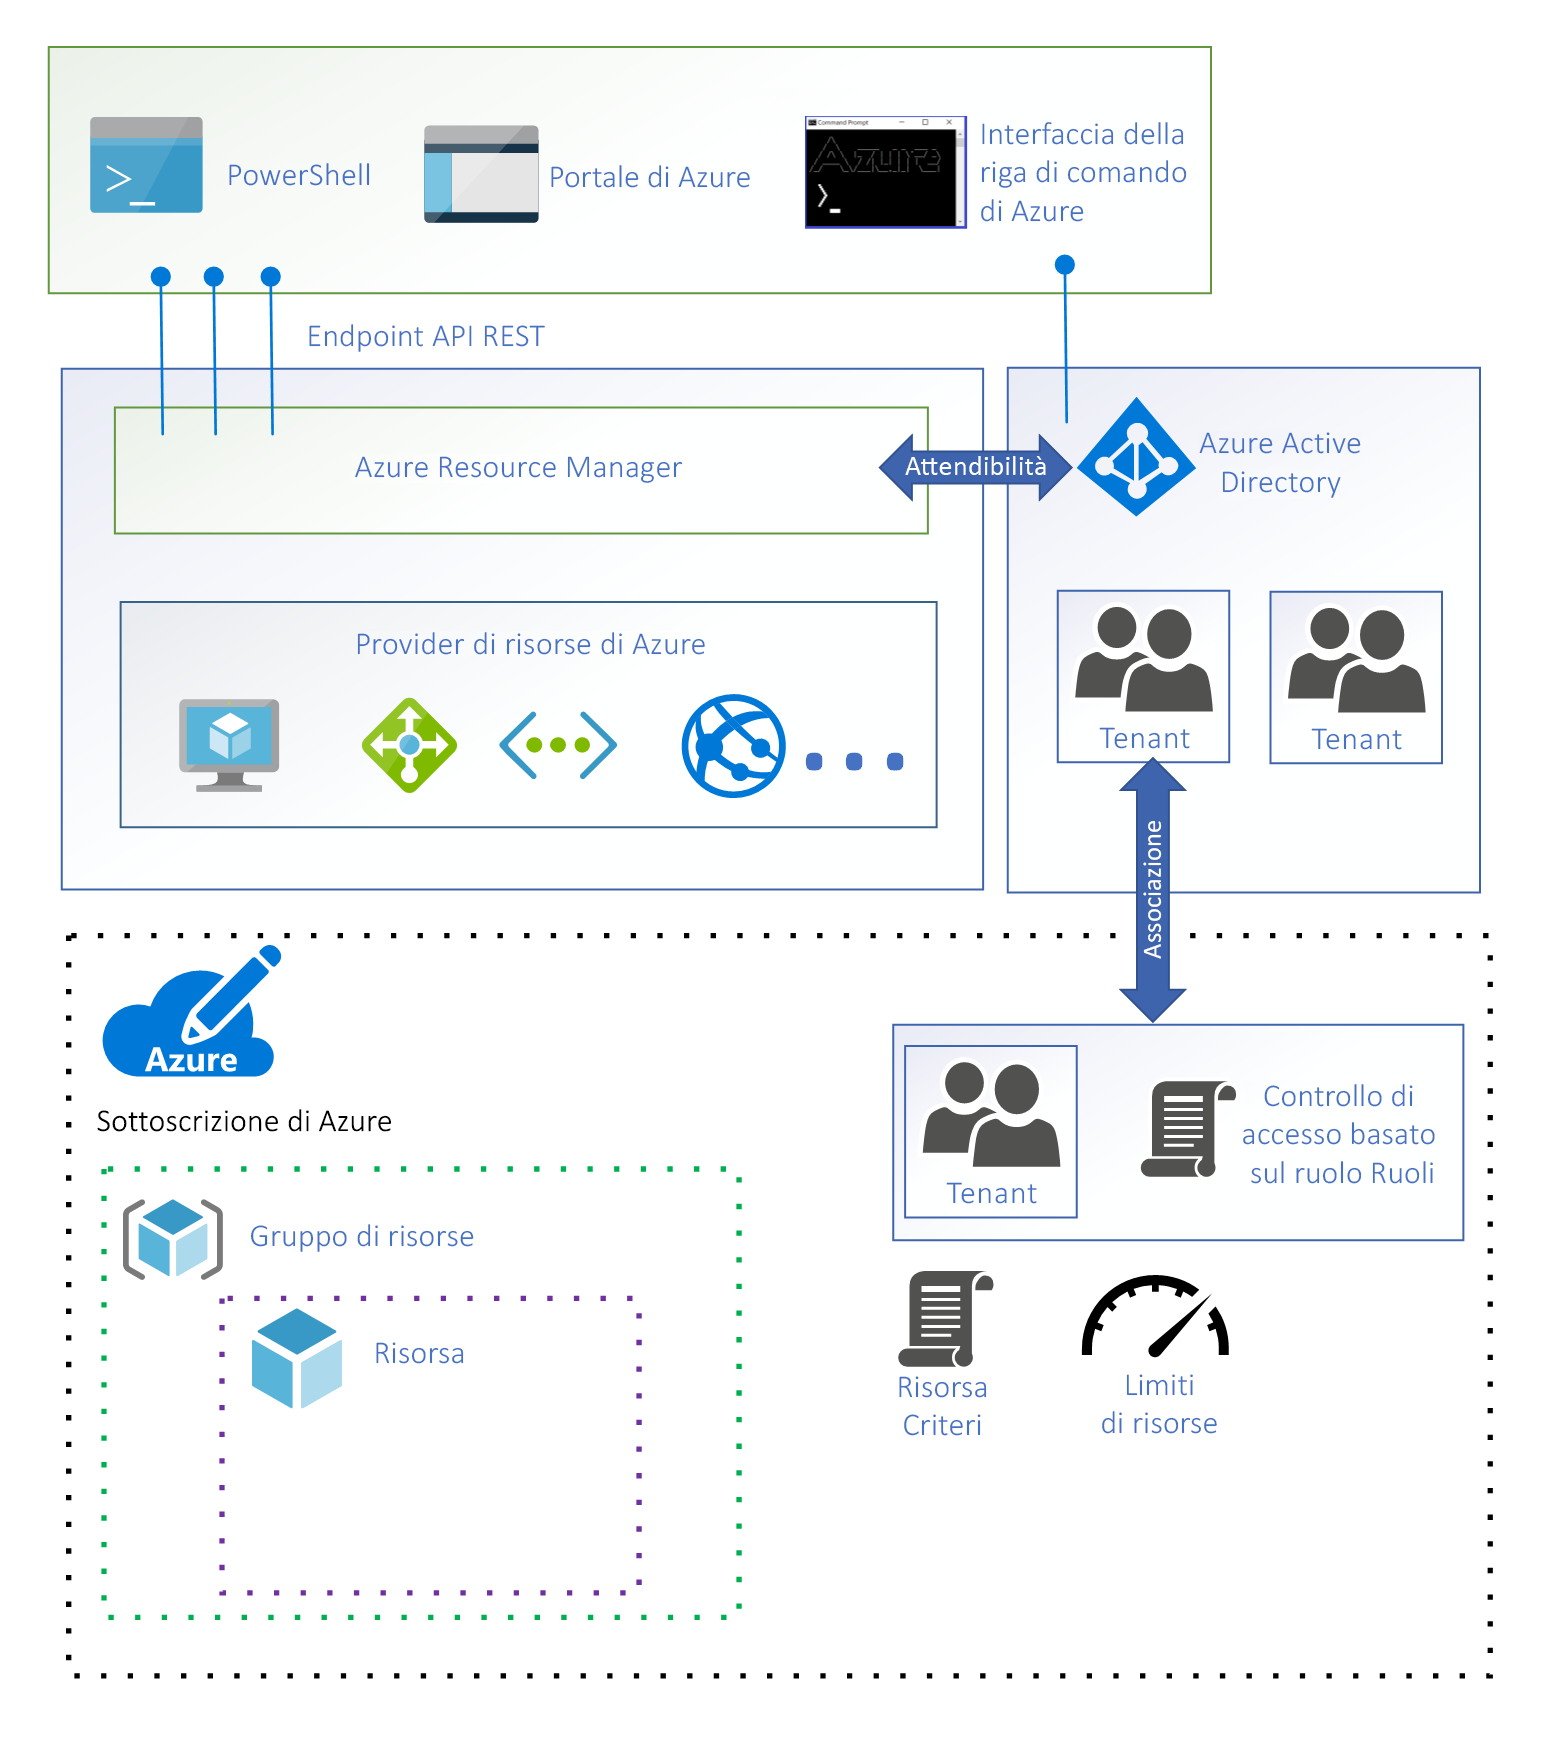 PowerShell
Portale di Azure
Command Prompt
Azure
Interfaccia della
riga di comando
di Azure
Endpoint API REST
Azure Resource Manager
Attendibilità
Azure Active
Directory
Provider di risorse di Azure
Tenant
Tenant
Associazione
Azure
Sottoscrizione di Azure
Tenant
Controllo di
accesso basato
sul ruolo Ruoli
Gruppo di risorse
Risorsa
Risorsa
Criteri
Limiti
di risorse